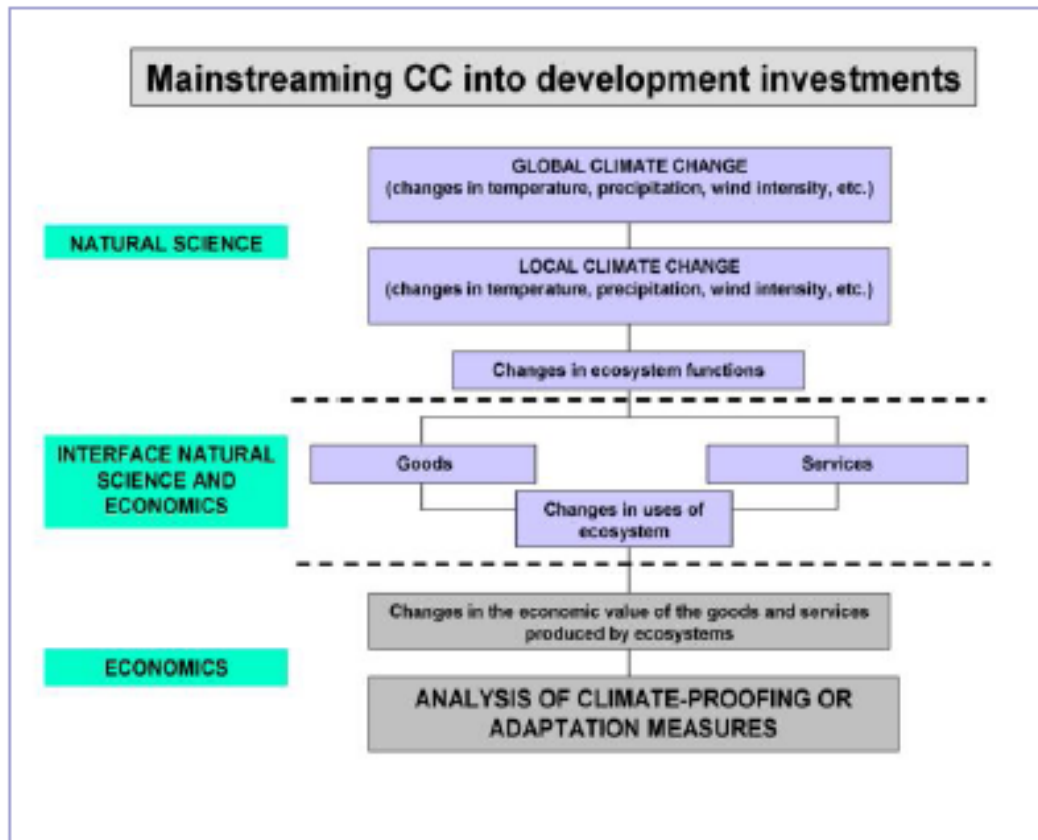 Mainstreaming CC into development investments
GLOBAL CLIMATE CHANGE
(changes in temperature, precipitation, wind intensity, etc.)
NATURAL SCIENCE
LOCAL CLIMATE CHANGE
(changes in temperature, precipitation, wind intensity, etc.)
Changes in ecosystem functions
INTERFACE NATURAL
SCIENCE AND
ECONOMICS
Goods
Services
Changes in uses of
ecosystem
Changes in the economic value of the goods and services
produced by ecosystems
ECONOMICS
ANALYSIS OF CLIMATE-PROOFING OR
ADAPTATION MEASURES